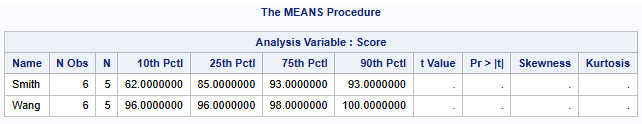 The MEANS Procedure
Analysis Variable : Score
Name N Obs N 10th Pctl 25th Pctl 75th Pctl 90th Pctl t Value Pr > |t| Skewness Kurtosis
Smith 6 5 62.0000000 85.0000000 93.0000000 93.0000000 . . . .
Wang 6 5 96.0000000 96.0000000 98.0000000 100.0000000 . . . .